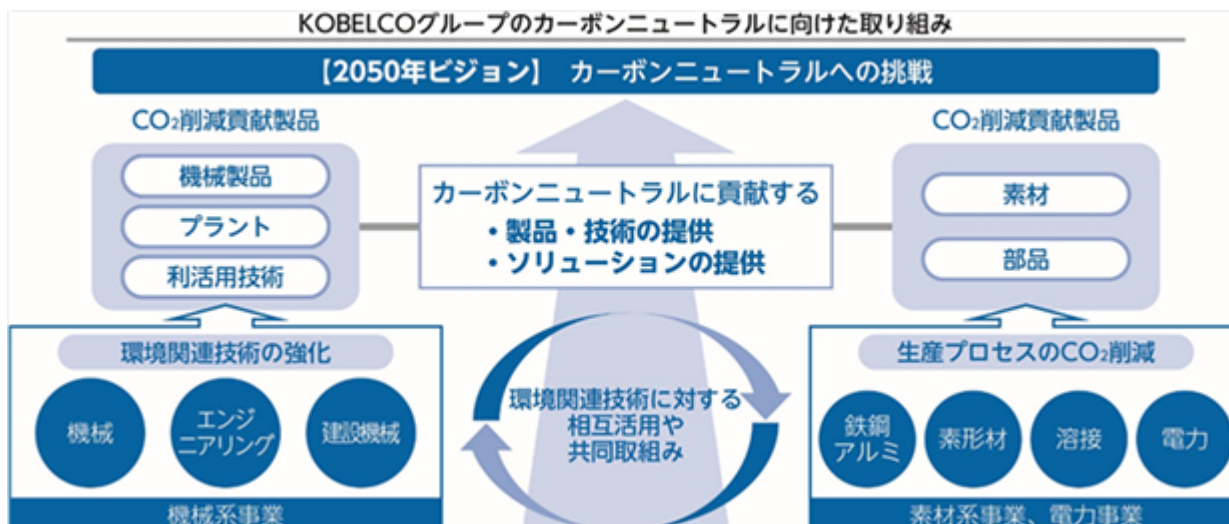 KOBELCOグループのカーボンニュートラルに向けた取り組み
【2050年ビジョン】 カーボンニュートラルへの挑戦
CO₂削減貢献製品
機械製品
プラント
利活用技術
カーボンニュートラルに貢献する
・製品・技術の提供
・ソリューションの提供
CO₂削減貢献製品
素材
部品
環境関連技術の強化
機械
エンジ
ニアリング
建設機械
機械系事業
環境関連技術に対する
相互活用や
共同取組み
生産プロセスのCO₂削減
鉄鋼
アルミ
素形材
溶接
電力
素材系事業、電力事業